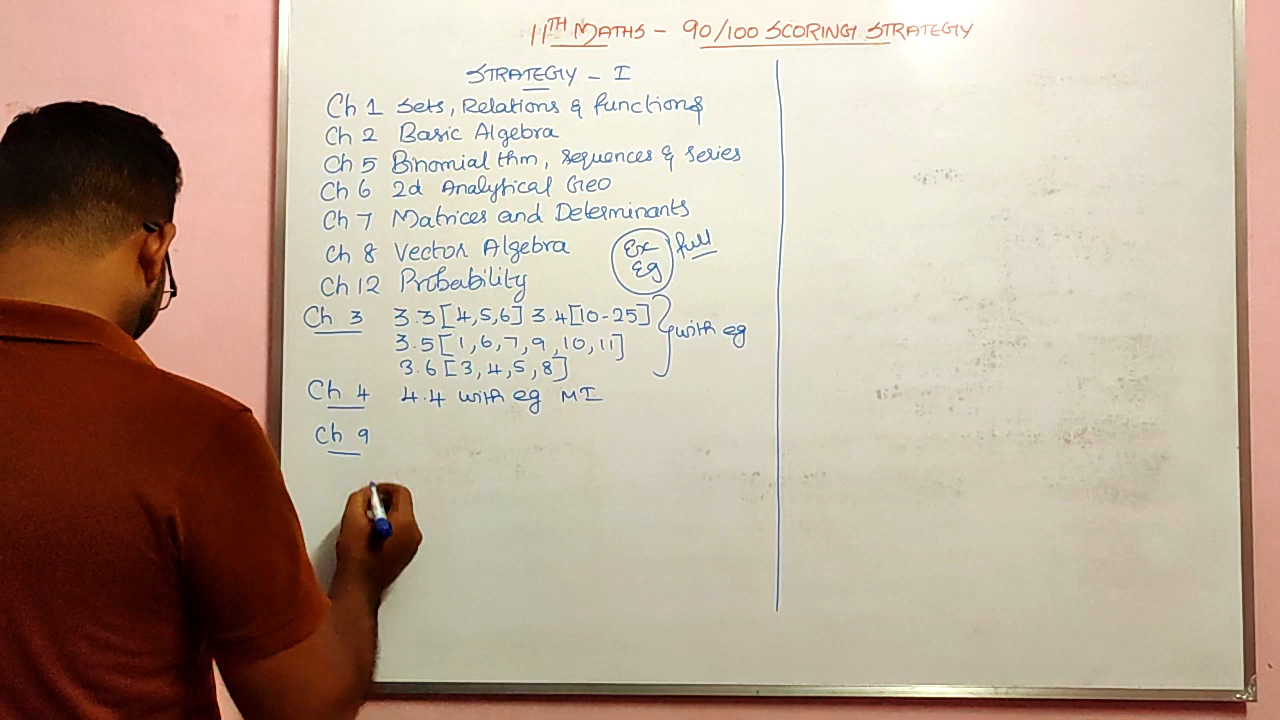 11TH MATHS - 90/100 SCORING STRATEGY
STRATEGY - I
Ch 1 Sets, Relations & functions
Ch 2 Basic Algebra
Ch 5 Binomial thm, sequences & series
Ch 6 2d Analytical Geo
Ch 7 Matrices and Determinants
Ch 8 Vector Algebra
Ex Eg full
Ch 12 Probability
Ch 3 3.3 [4,5,6] 3.4 [10-25]
3.5 [1,6,7,9,10,11]
3.6 [3,4,5,8]
with eg
Ch 4 4.4 with eg MI
Ch 9